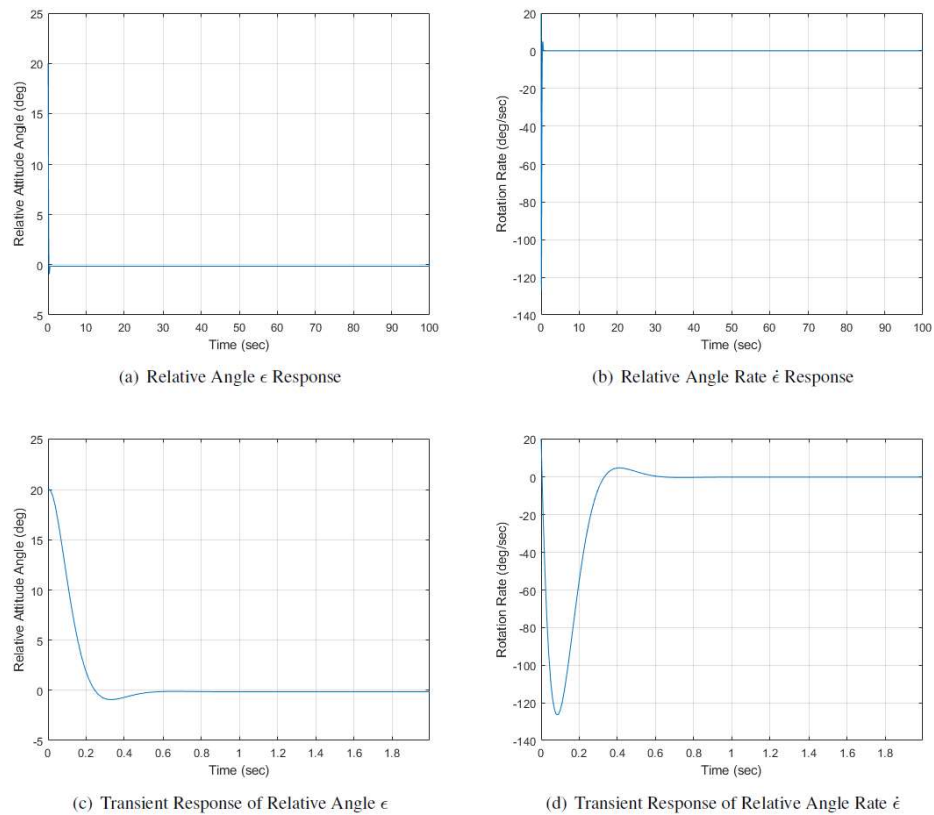 25
20
15
10
5
0
-5
Relative Attitude Angle (deg)
0 10 20 30 40 50 60 70 80 90 100
Time (sec)
(a) Relative Angle ϵ Response
20
0
-20
-40
-60
-80
-100
-120
-140
Rotation Rate (deg/sec)
0 10 20 30 40 50 60 70 80 90 100
Time (sec)
(b) Relative Angle Rate ϵ̇ Response
25
20
15
10
5
0
-5
Relative Attitude Angle (deg)
0 0.2 0.4 0.6 0.8 1 1.2 1.4 1.6 1.8
Time (sec)
(c) Transient Response of Relative Angle ϵ
20
0
-20
-40
-60
-80
-100
-120
-140
Rotation Rate (deg/sec)
0 0.2 0.4 0.6 0.8 1 1.2 1.4 1.6 1.8
Time (sec)
(d) Transient Response of Relative Angle Rate ϵ̇